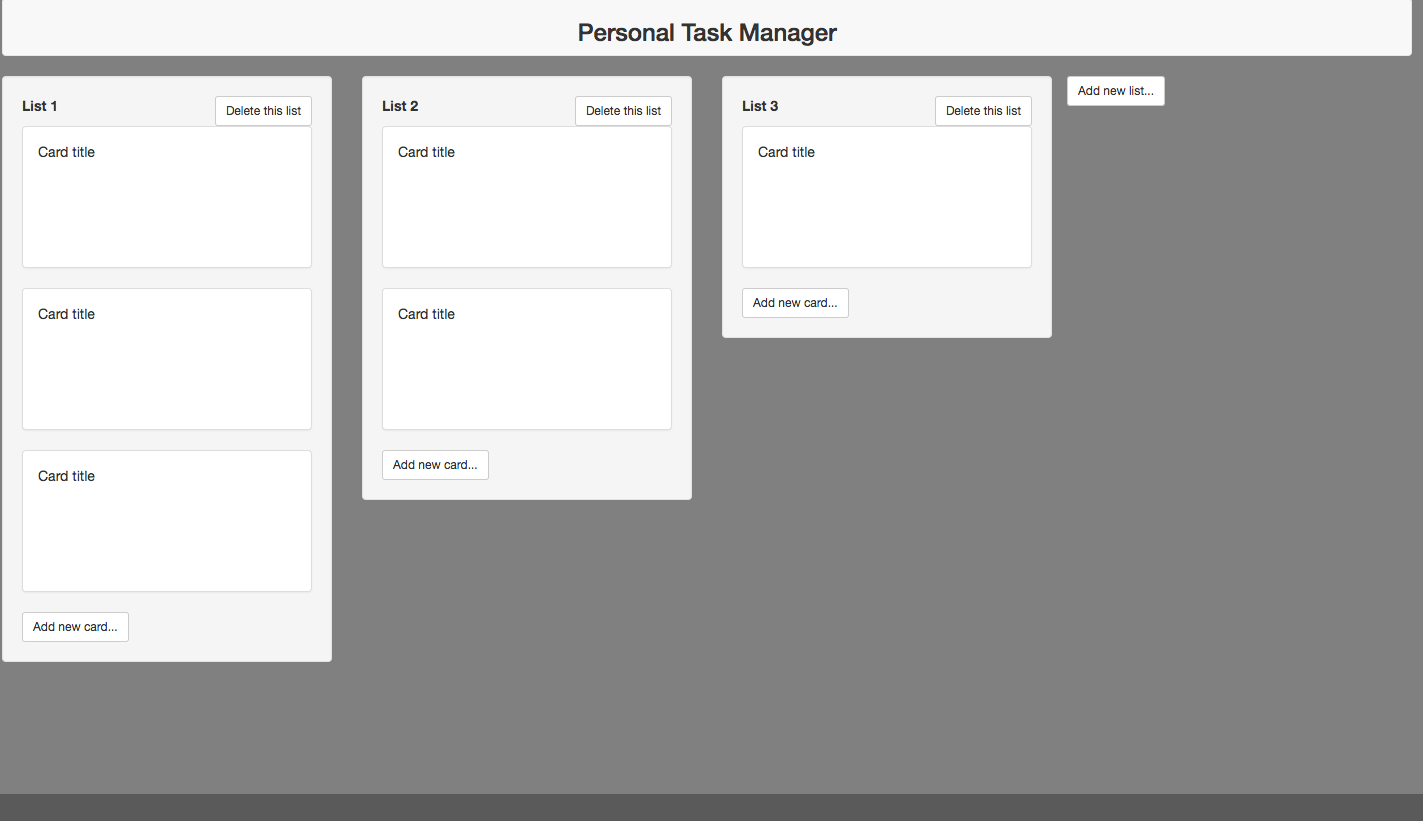 Personal Task Manager
List 1
Delete this list
Card title
Card title
Card title
Add new card...
List 2
Delete this list
Card title
Card title
Add new card...
List 3
Delete this list
Card title
Add new card...
Add new list...